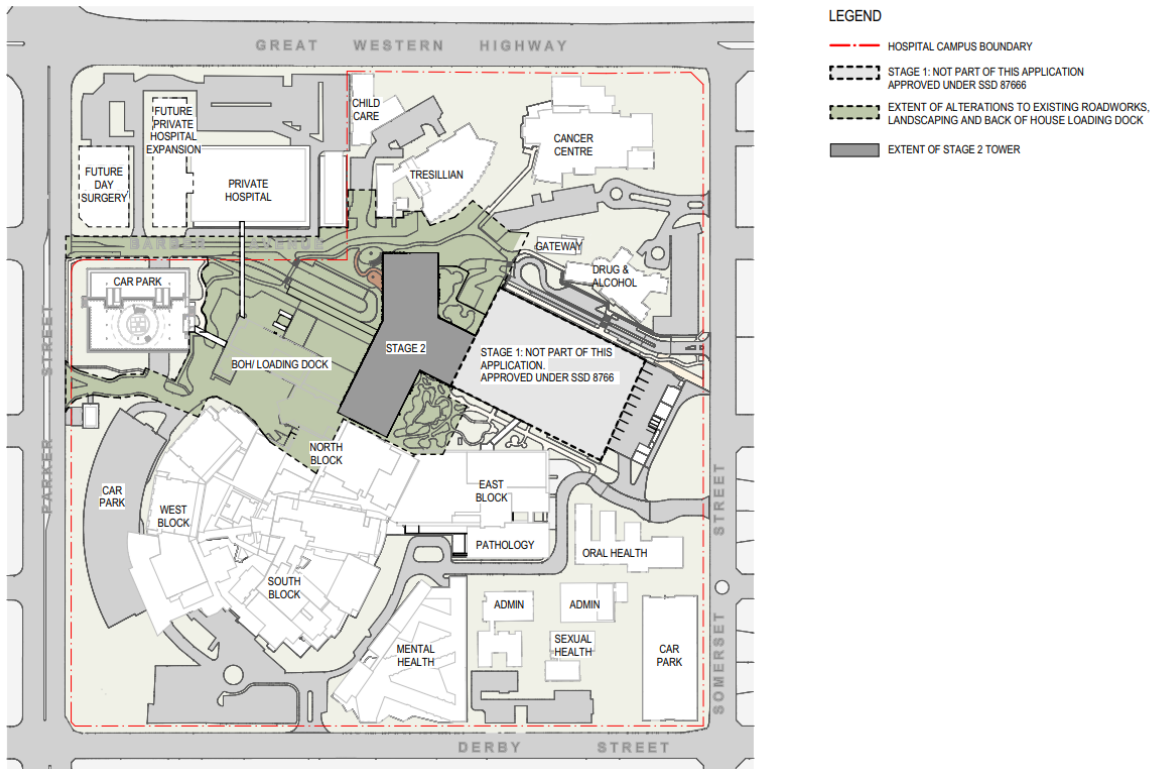 GREAT WESTERN HIGHWAY
LEGEND
HOSPITAL CAMPUS BOUNDARY
STAGE 1: NOT PART OF THIS APPLICATION
APPROVED UNDER SSD 87666
EXTENT OF ALTERATIONS TO EXISTING ROADWORKS,
LANDSCAPING AND BACK OF HOUSE LOADING DOCK
EXTENT OF STAGE 2 TOWER
FUTURE
PRIVATE
HOSPITAL
EXPANSION
CHILD
CARE
CANCER
CENTRE
FUTURE
DAY
SURGERY
PRIVATE
HOSPITAL
TRESILLIAN
BARBER AVENUE
GATEWAY
CAR PARK
DRUG &
ALCOHOL
STAGE 2
STAGE 1: NOT PART OF THIS
APPLICATION.
APPROVED UNDER SSD 8766
BOH/ LOADING DOCK
PARKER STREET
NORTH
BLOCK
CAR
PARK
WEST
BLOCK
EAST
BLOCK
PATHOLOGY
ORAL HEALTH
SOUTH
BLOCK
ADMIN
ADMIN
MENTAL
HEALTH
SEXUAL
HEALTH
CAR
PARK
SOMERSET STREET
DERBY STREET